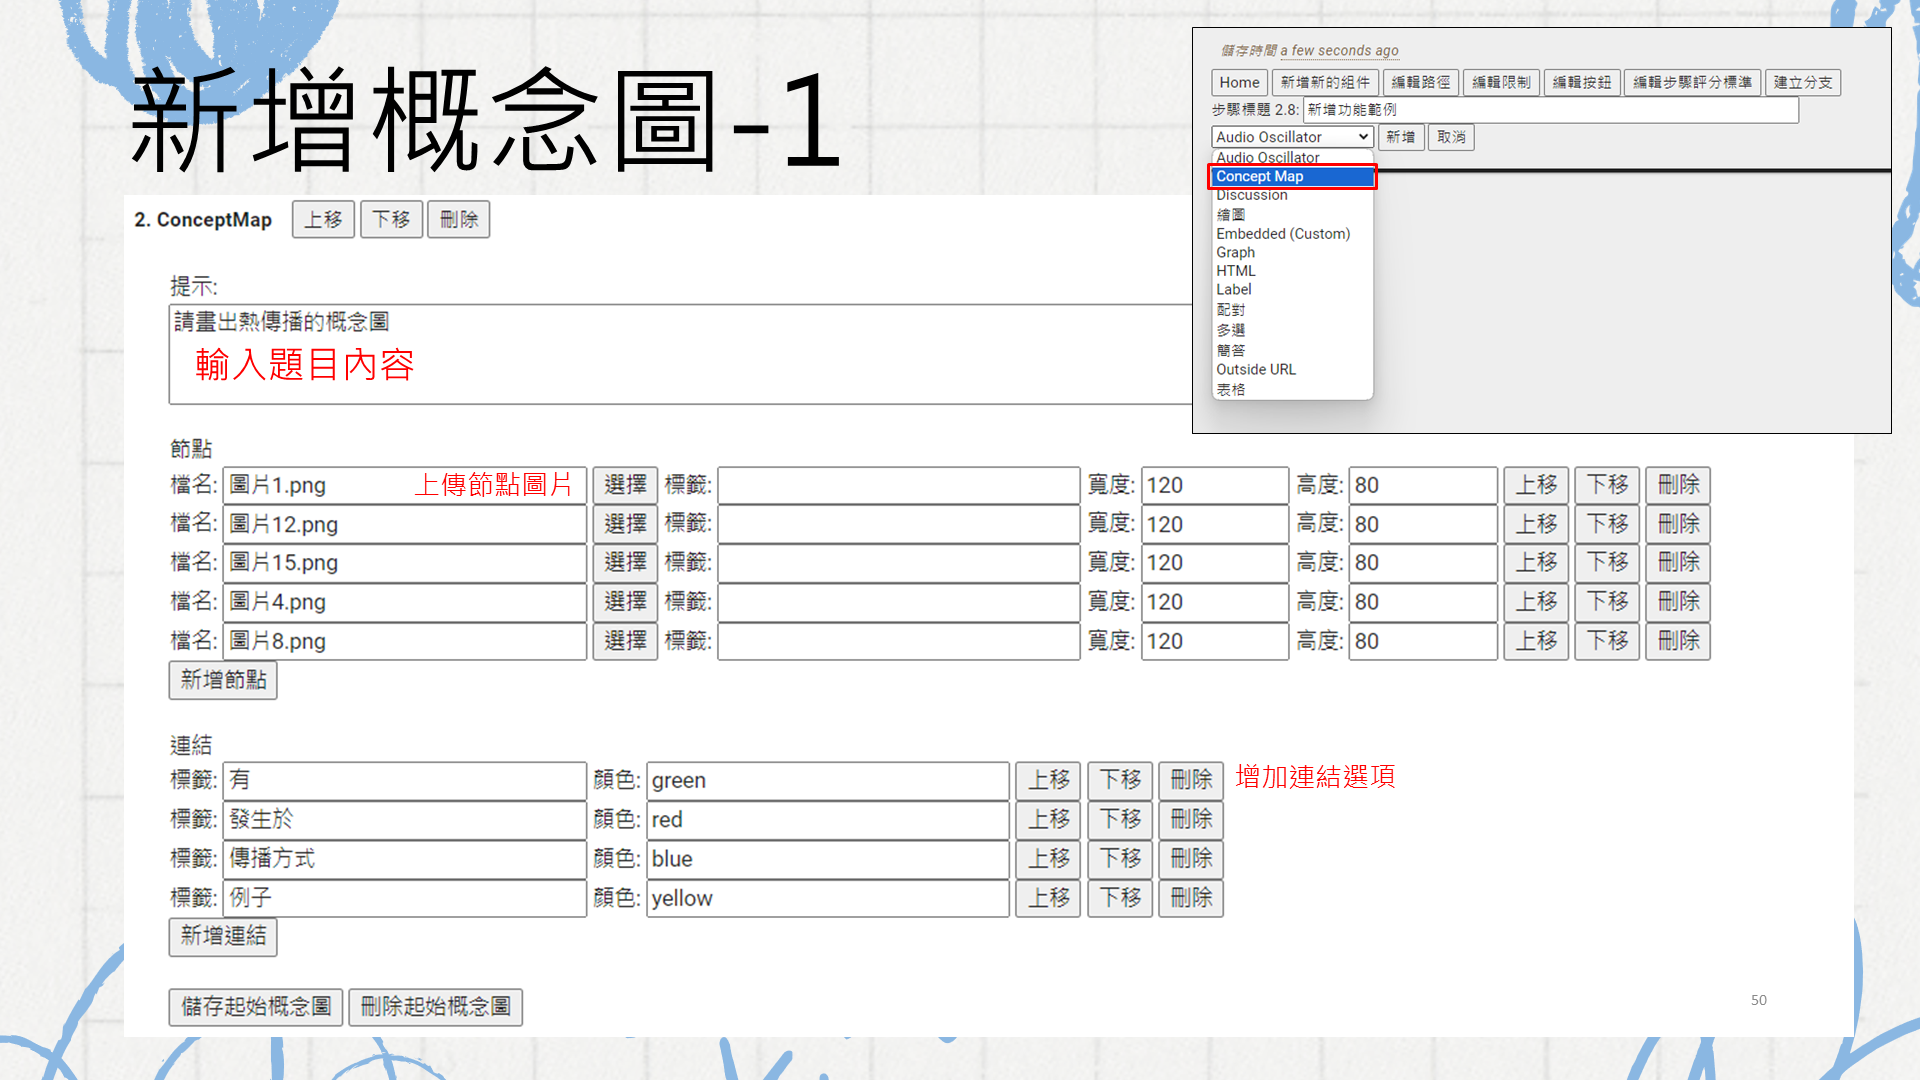 新增概念圖-1
儲存時間 a few seconds ago
Home 新增新的組件 編輯路徑 編輯限制 編輯按鈕 編輯步驟評分標準 建立分支
步驟標題 2.8: 新增功能範例
Audio Oscillator 新增 取消
Audio Oscillator
Concept Map
Discussion
繪圖
Embedded (Custom)
Graph
HTML
Label
配對
多選
簡答
Outside URL
表格
2. ConceptMap 上移 下移 刪除
提示:
請畫出熱傳播的概念圖
輸入題目內容
節點
檔名: 圖片1.png 上傳節點圖片 選擇 標籤: 寬度: 120 高度: 80 上移 下移 刪除
檔名: 圖片12.png 選擇 標籤: 寬度: 120 高度: 80 上移 下移 刪除
檔名: 圖片15.png 選擇 標籤: 寬度: 120 高度: 80 上移 下移 刪除
檔名: 圖片4.png 選擇 標籤: 寬度: 120 高度: 80 上移 下移 刪除
檔名: 圖片8.png 選擇 標籤: 寬度: 120 高度: 80 上移 下移 刪除
新增節點
連結
標籤: 有 顏色: green 上移 下移 刪除 增加連結選項
標籤: 發生於 顏色: red 上移 下移 刪除
標籤: 傳播方式 顏色: blue 上移 下移 刪除
標籤: 例子 顏色: yellow 上移 下移 刪除
新增連結
儲存起始概念圖 刪除起始概念圖
50